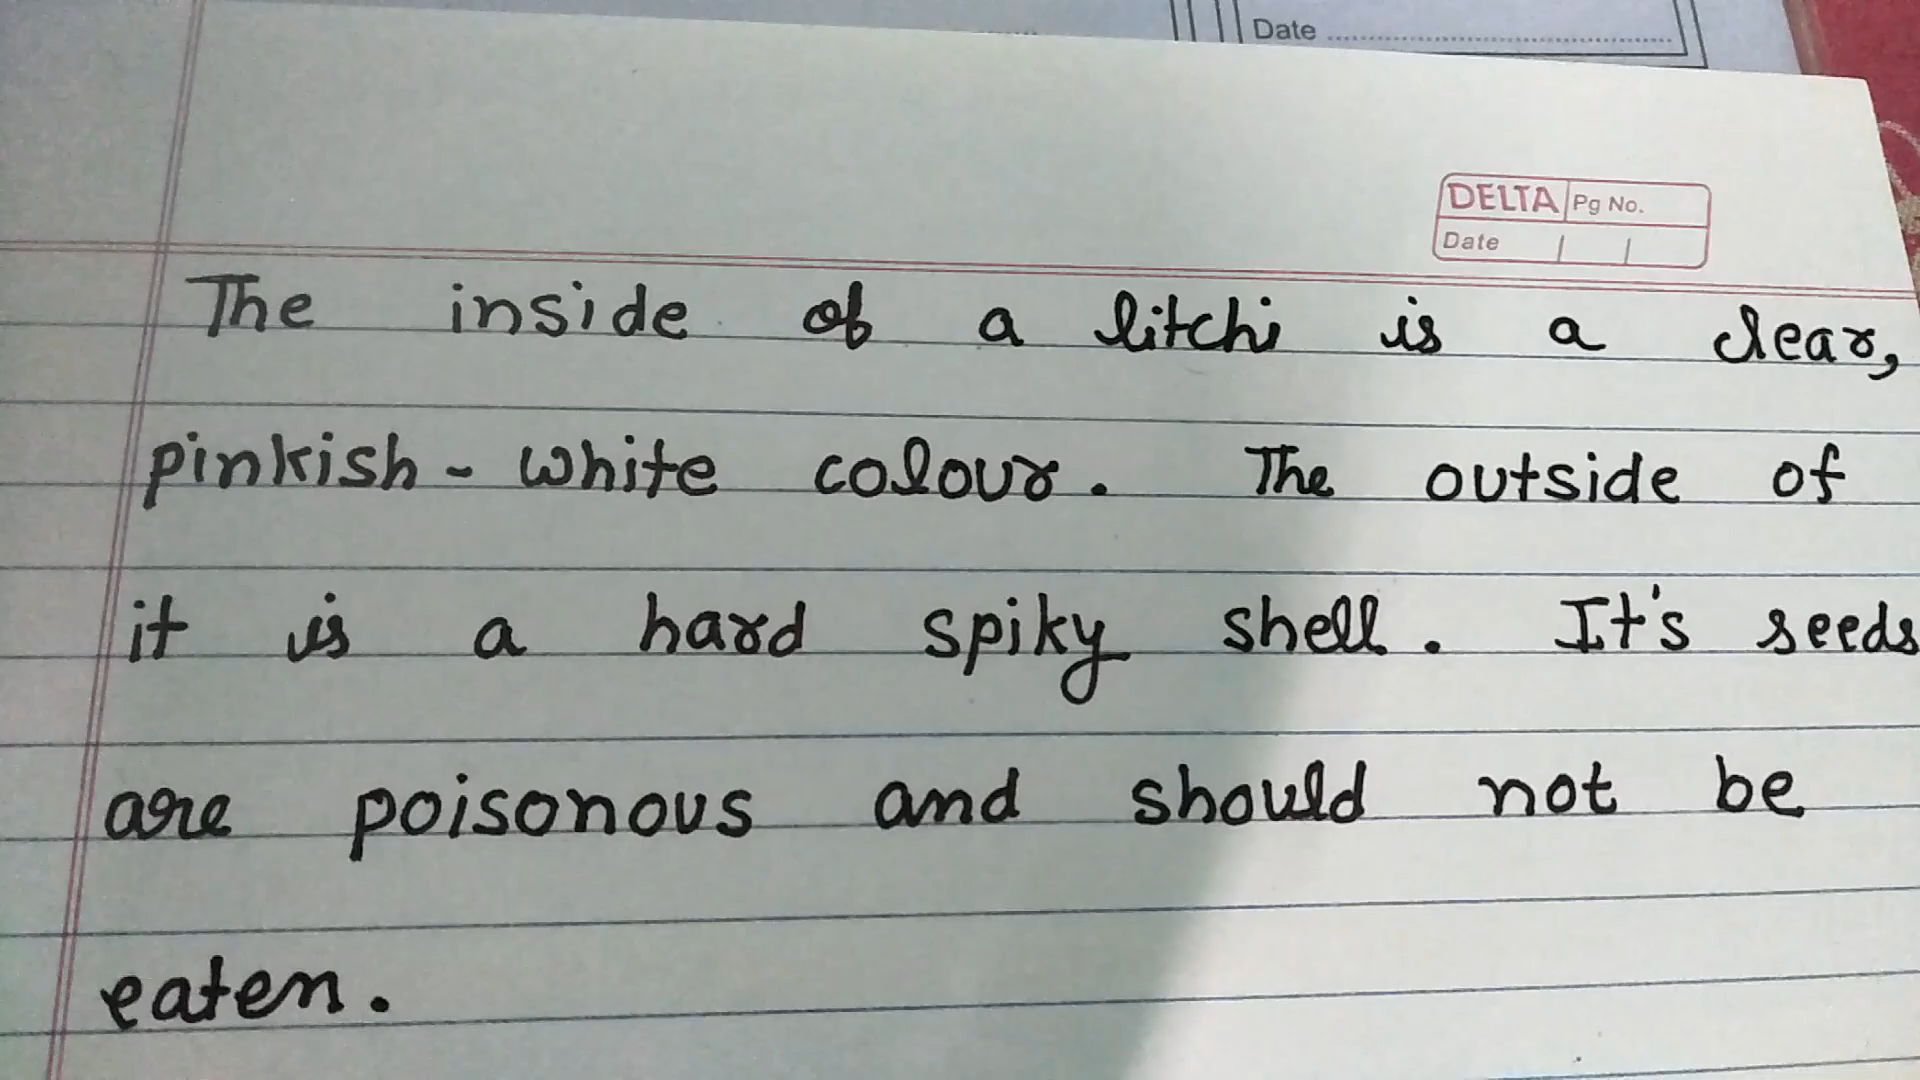 Date
DELTA Pg No.
Date
The inside of a litchi is a clear,
pinkish-white colour. The outside of
it is a hard spiky shell. It's seeds
are poisonous and should not be
eaten.